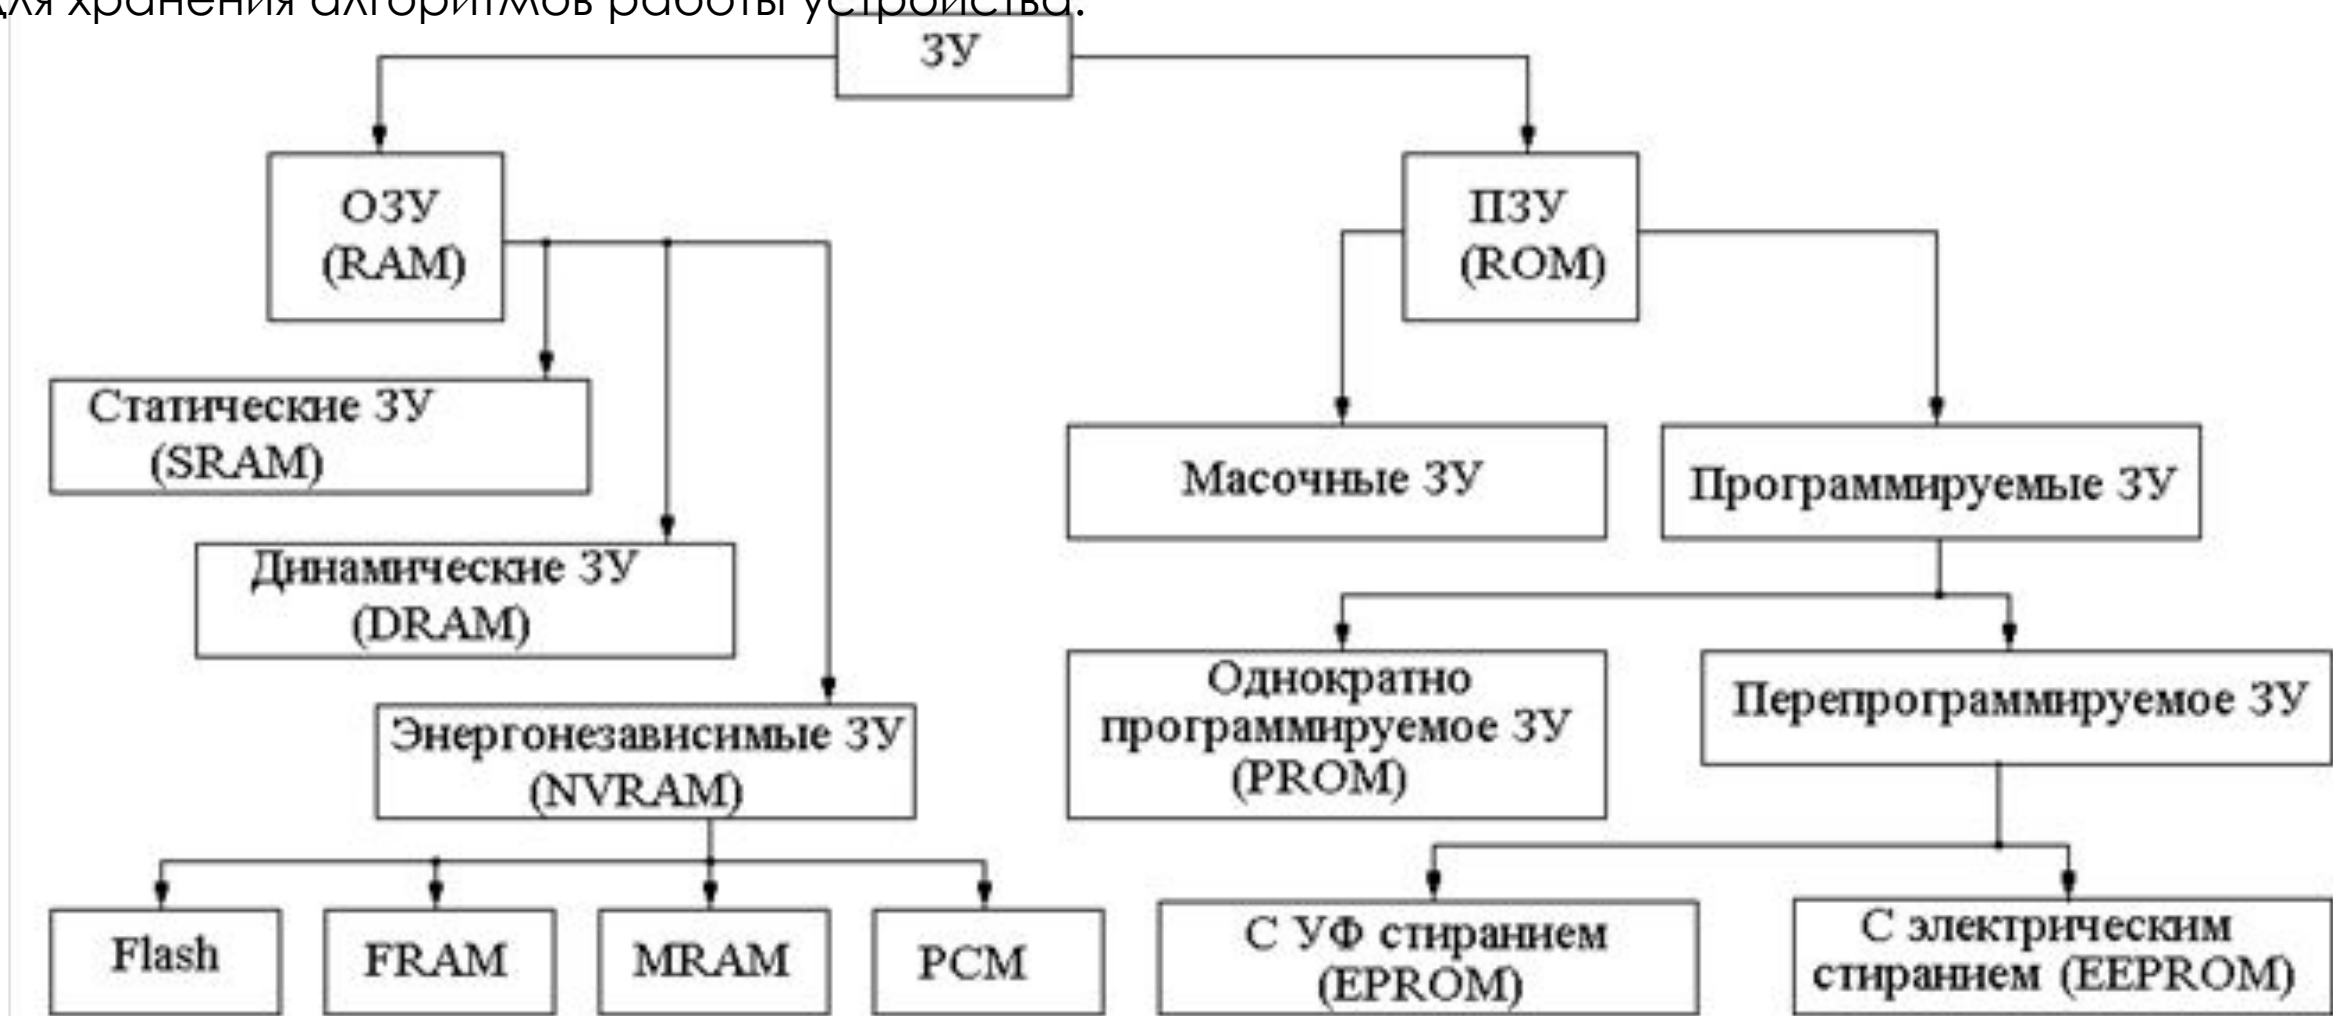 для хранения алгоритмов работы устройства.
ЗУ
ОЗУ
(RAM)
ПЗУ
(ROM)
Статические ЗУ
(SRAM)
Масочные ЗУ
Программируемые ЗУ
Динамические ЗУ
(DRAM)
Однократно
программируемое ЗУ
(PROM)
Перепрограммируемое ЗУ
Энергонезависимые ЗУ
(NVRAM)
Flash
FRAM
MRAM
PCM
С УФ стиранием
(EPROM)
С электрическим
стиранием (EEPROM)